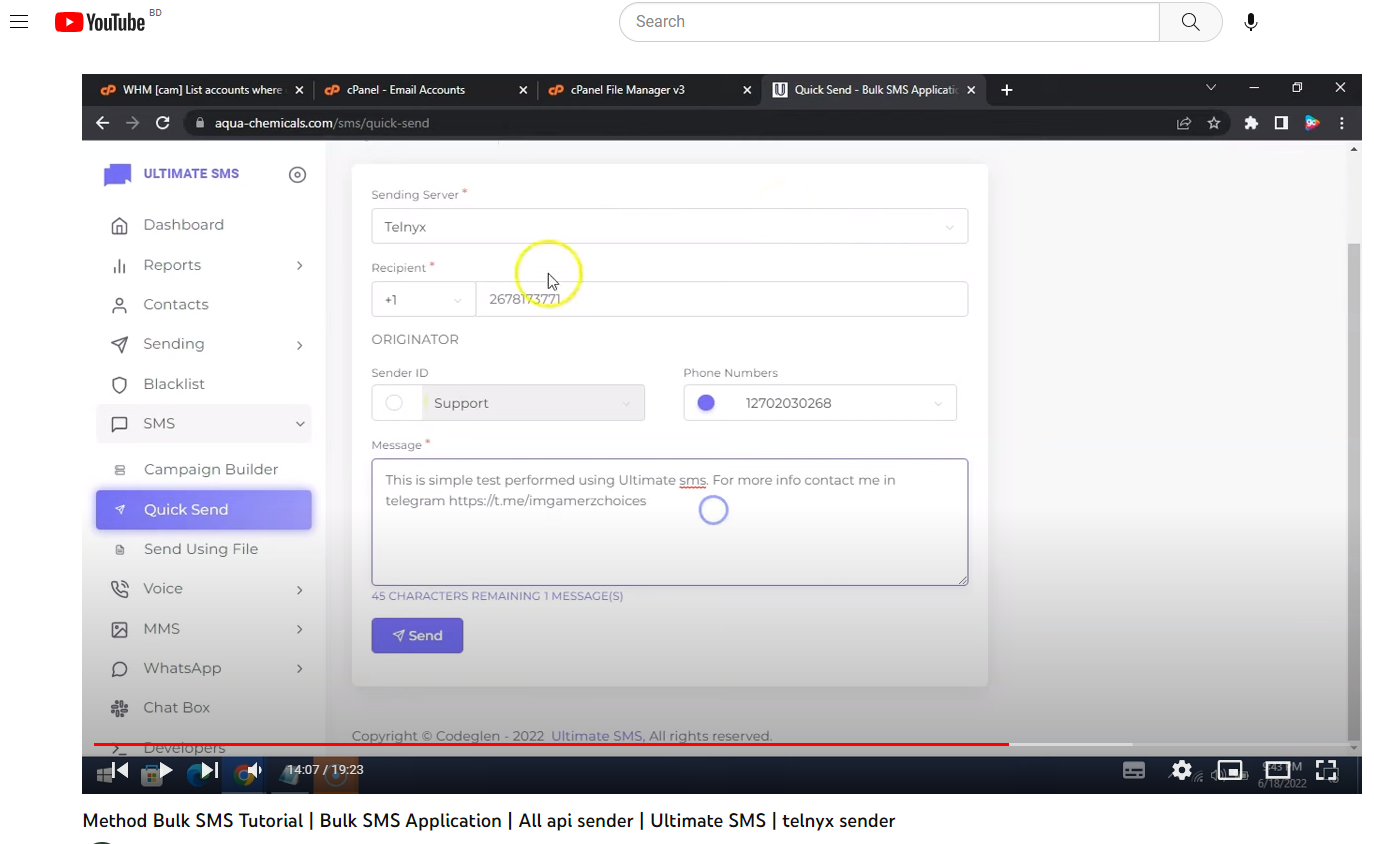 YouTube BD
Search
WHM [cam] List accounts where
cPanel - Email Accounts
cPanel File Manager v3
Quick Send - Bulk SMS Applicatio
aqua-chemicals.com/sms/quick-send
ULTIMATE SMS
Dashboard
Reports
Contacts
Sending
Blacklist
SMS
Campaign Builder
Quick Send
Send Using File
Voice
MMS
WhatsApp
Chat Box
Developers
Sending Server *
Telnyx
Recipient *
+1
2678173771
ORIGINATOR
Sender ID
Support
Phone Numbers
12702030268
Message *
This is simple test performed using Ultimate sms. For more info contact me in
telegram https://t.me/imgamerzchoices
45 CHARACTERS REMAINING 1 MESSAGE(S)
Send
Copyright © Codeglen - 2022 Ultimate SMS, All rights reserved.
14:07 / 19:23
6/18/2022
Method Bulk SMS Tutorial | Bulk SMS Application | All api sender | Ultimate SMS | telnyx sender